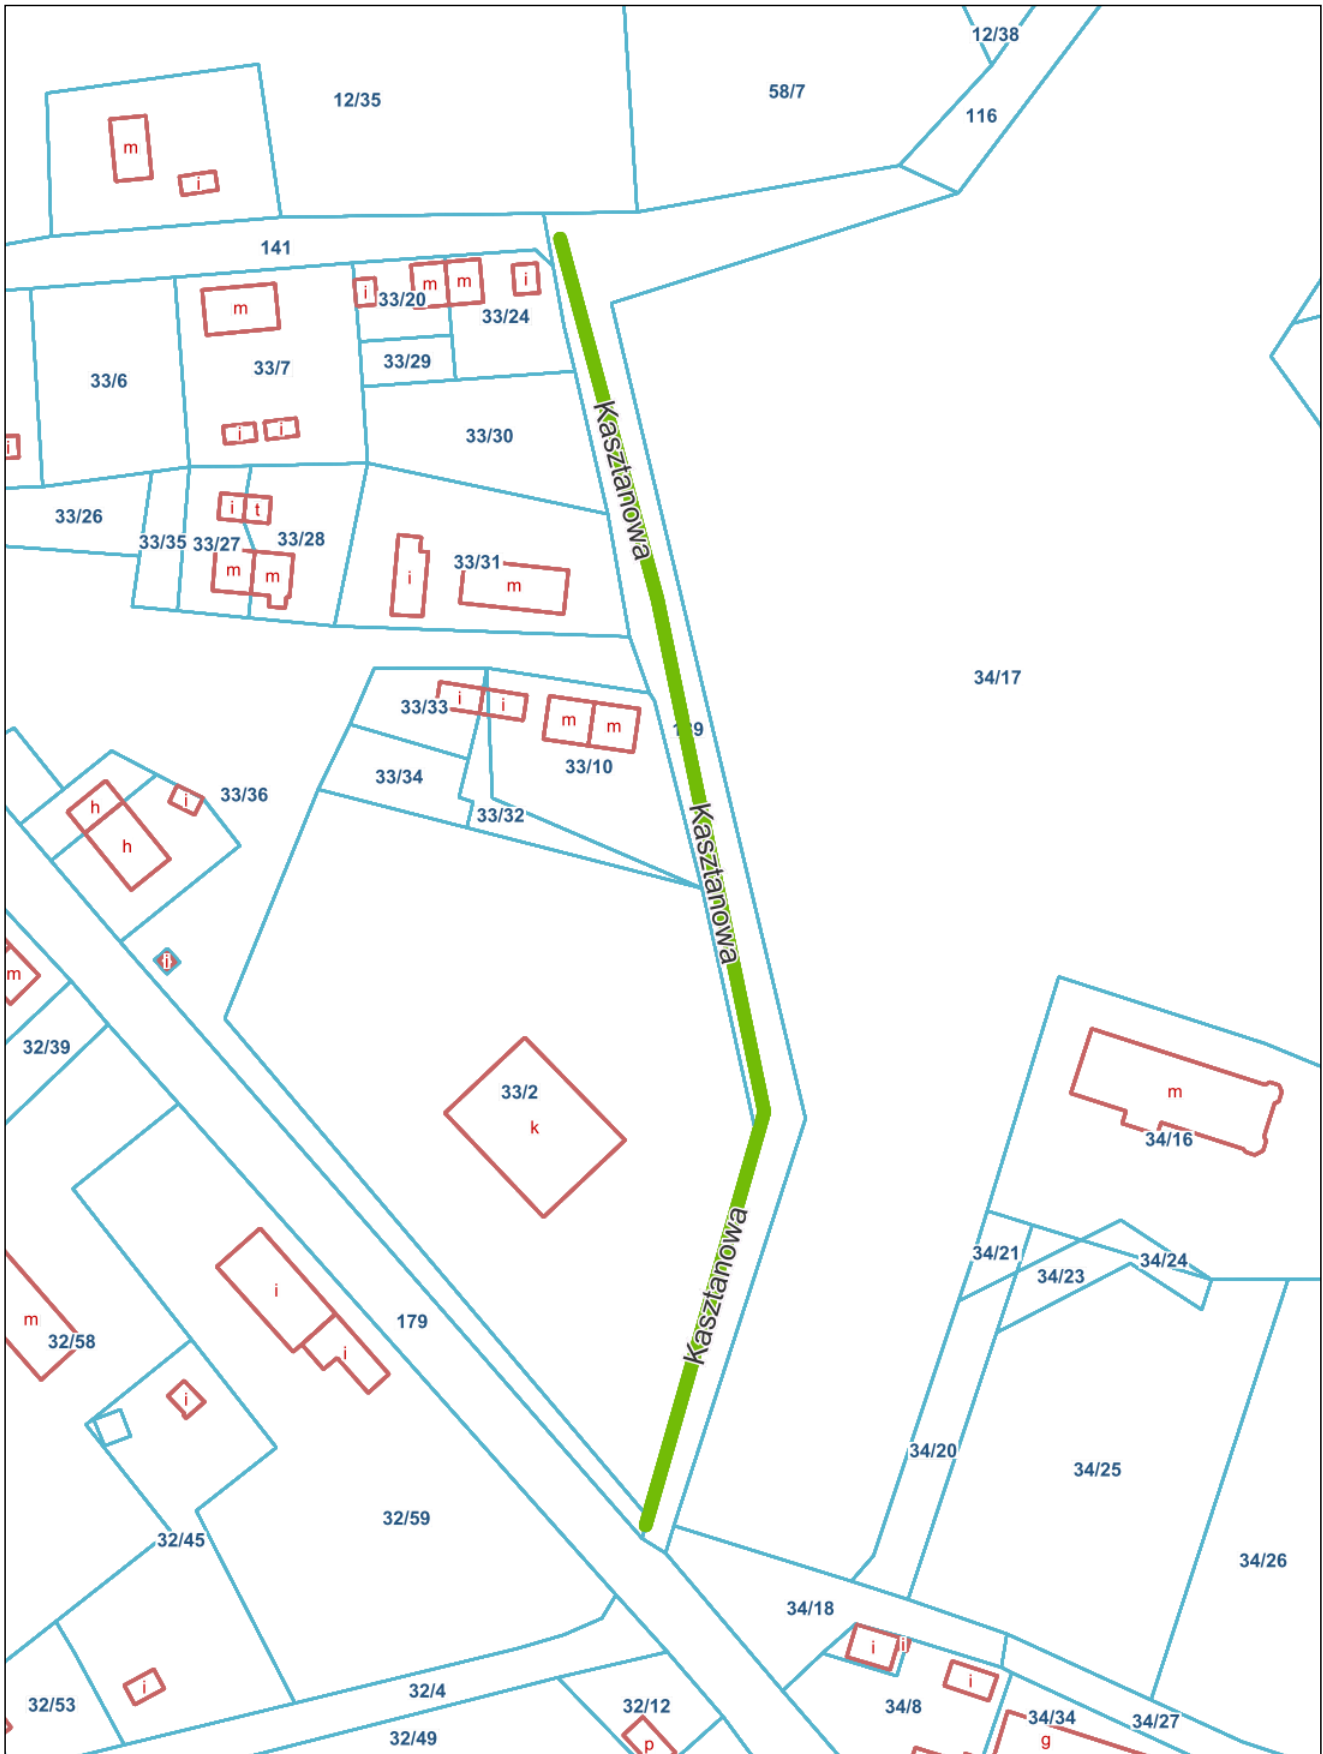 12/38
12/35
58/7
116
m
i
141
i
33/20
m
m
i
33/24
m
33/29
33/7
33/6
33/30
i
i
i
Kasztanowa
33/26
i
t
33/35
33/27
33/28
m
m
33/31
i
m
34/17
33/33
i
i
m
m
33/10
33/34
33/36
33/32
h
i
h
Kasztanowa
i
m
32/39
33/2
k
m
34/16
34/21
34/23
34/24
Kasztanowa
i
i
179
m
32/58
i
34/20
34/25
32/59
32/45
34/26
34/18
i
i
i
i
32/53
32/4
32/49
32/12
p
34/8
34/34
g
34/27